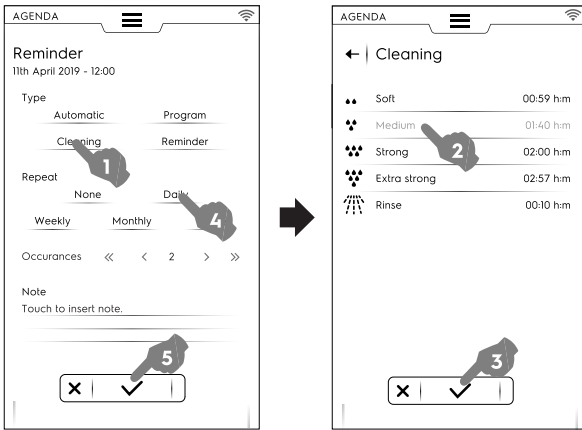 AGENDA
Reminder
11th April 2019 - 12:00
Type
Automatic Program
Cleaning Reminder
1
Repeat
None Daily
4
Weekly Monthly
Occurances << < 2 > >>
Note
Touch to insert note.
5
AGENDA
Cleaning
Soft 00:59 h:m
Medium 01:40 h:m
2
Strong 02:00 h:m
Extra strong 02:57 h:m
Rinse 00:10 h:m
3